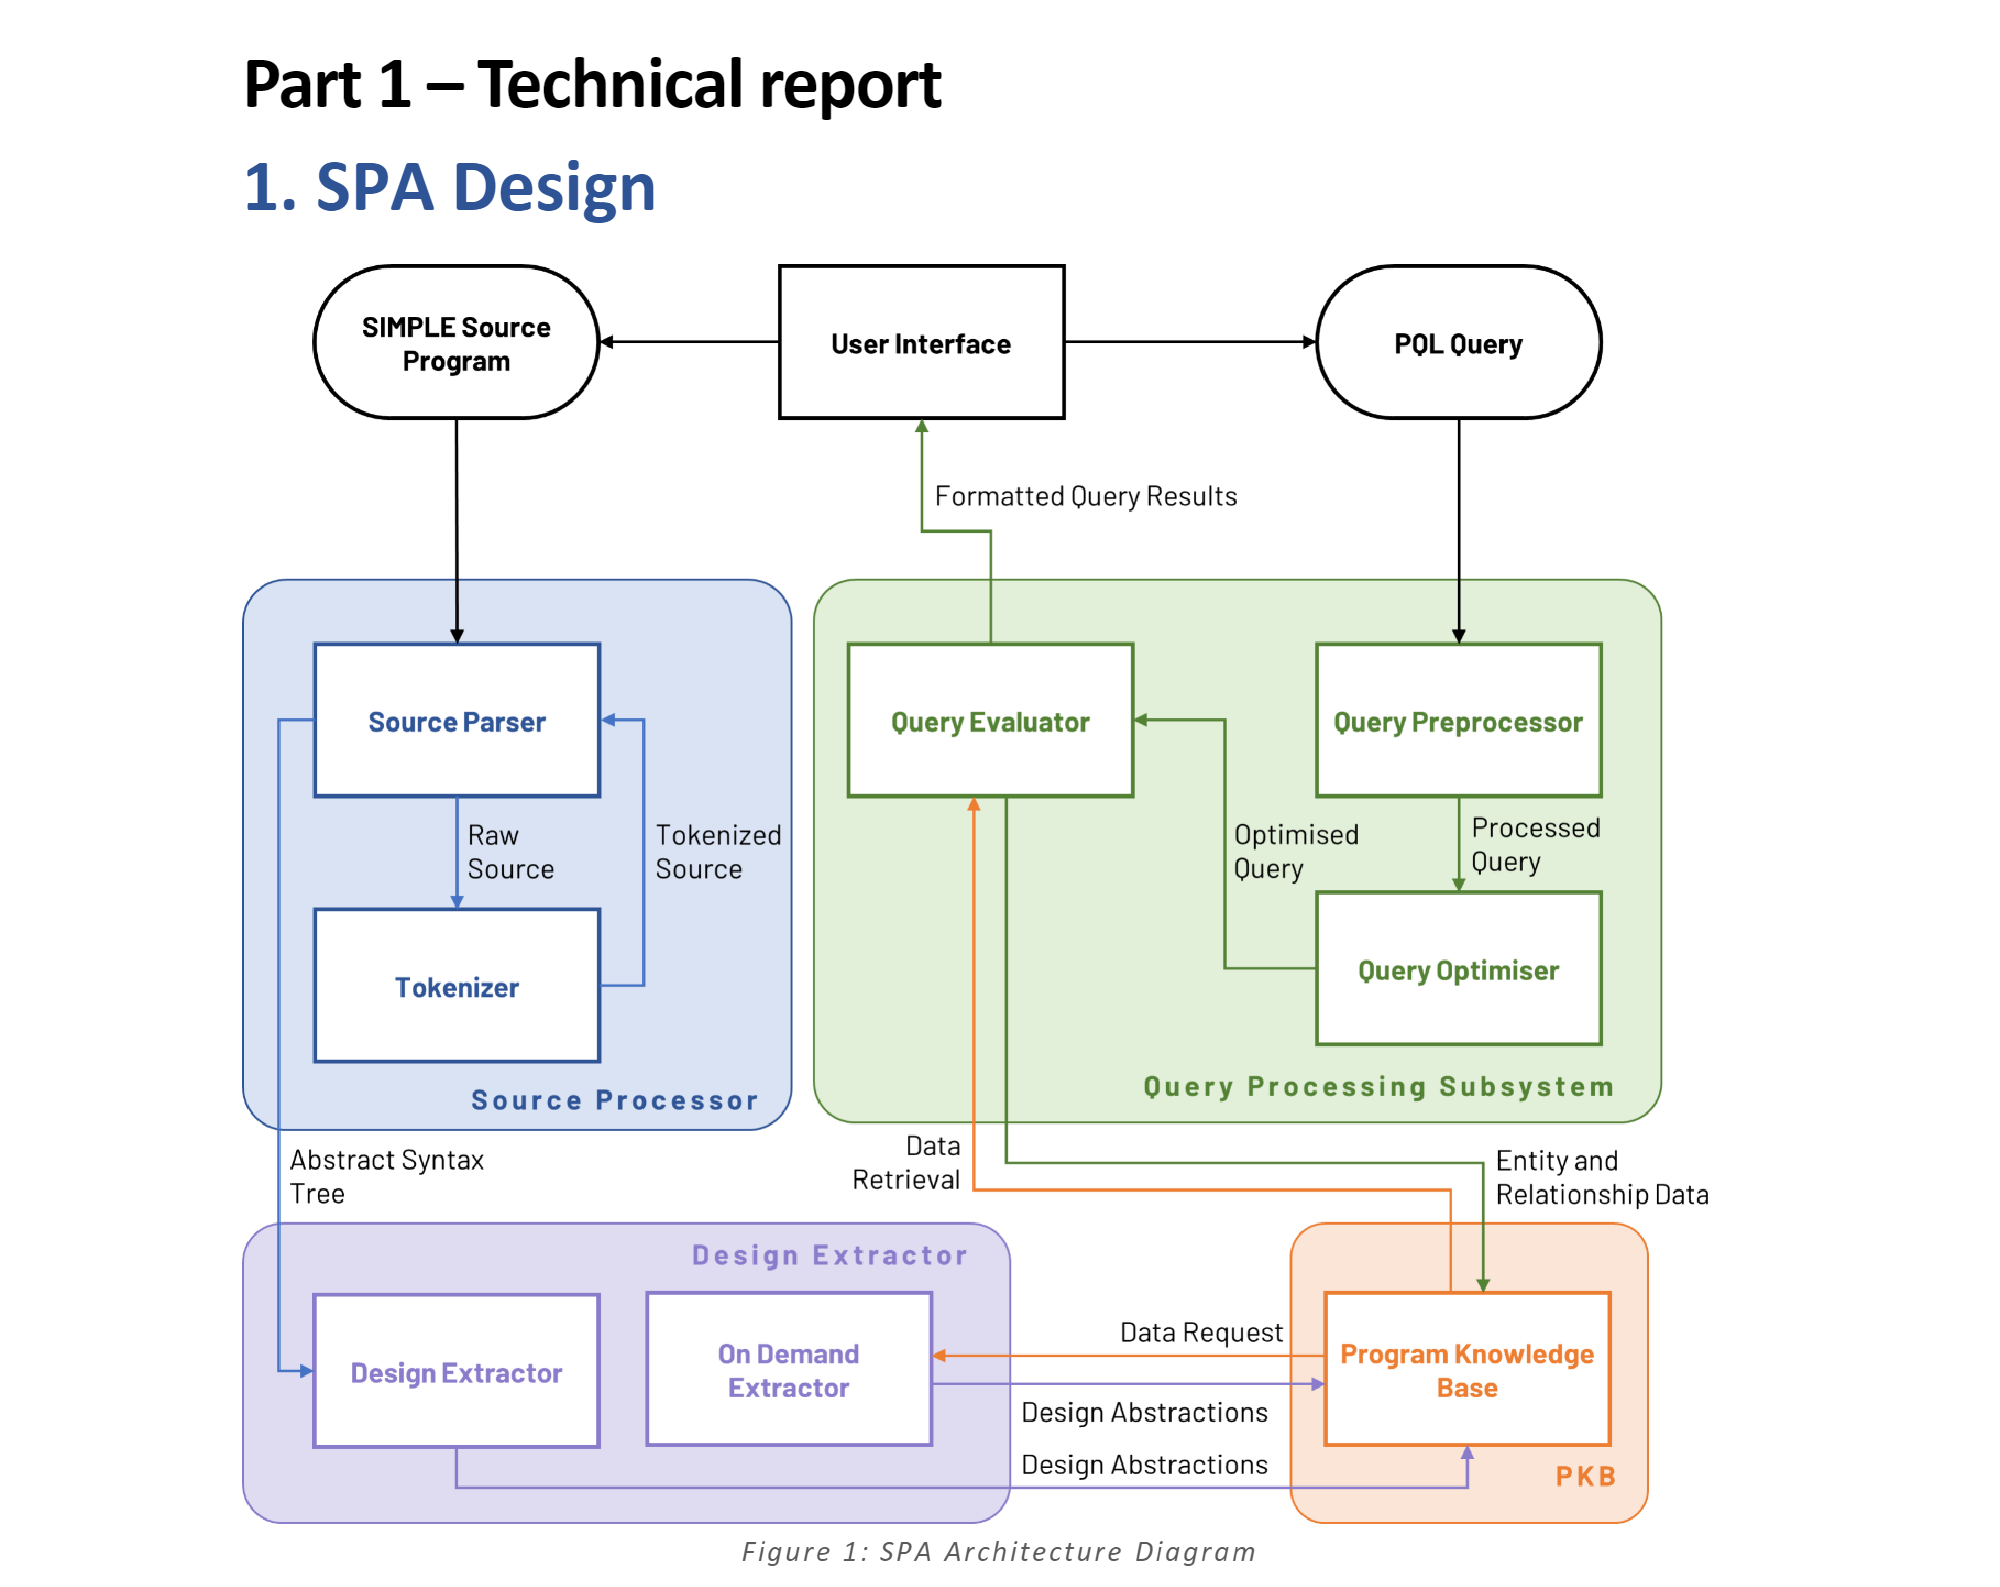 Part 1 – Technical report
1. SPA Design
SIMPLE Source
Program
User Interface
PQL Query
Formatted Query Results
Source Parser
Query Evaluator
Query Preprocessor
Raw
Source
Tokenized
Source
Optimised
Query
Processed
Query
Tokenizer
Query Optimiser
Source Processor
Query Processing Subsystem
Abstract Syntax
Tree
Data
Retrieval
Entity and
Relationship Data
Design Extractor
Design Extractor
On Demand
Extractor
Data Request
Program Knowledge
Base
Design Abstractions
Design Abstractions
PKB
Figure 1: SPA Architecture Diagram